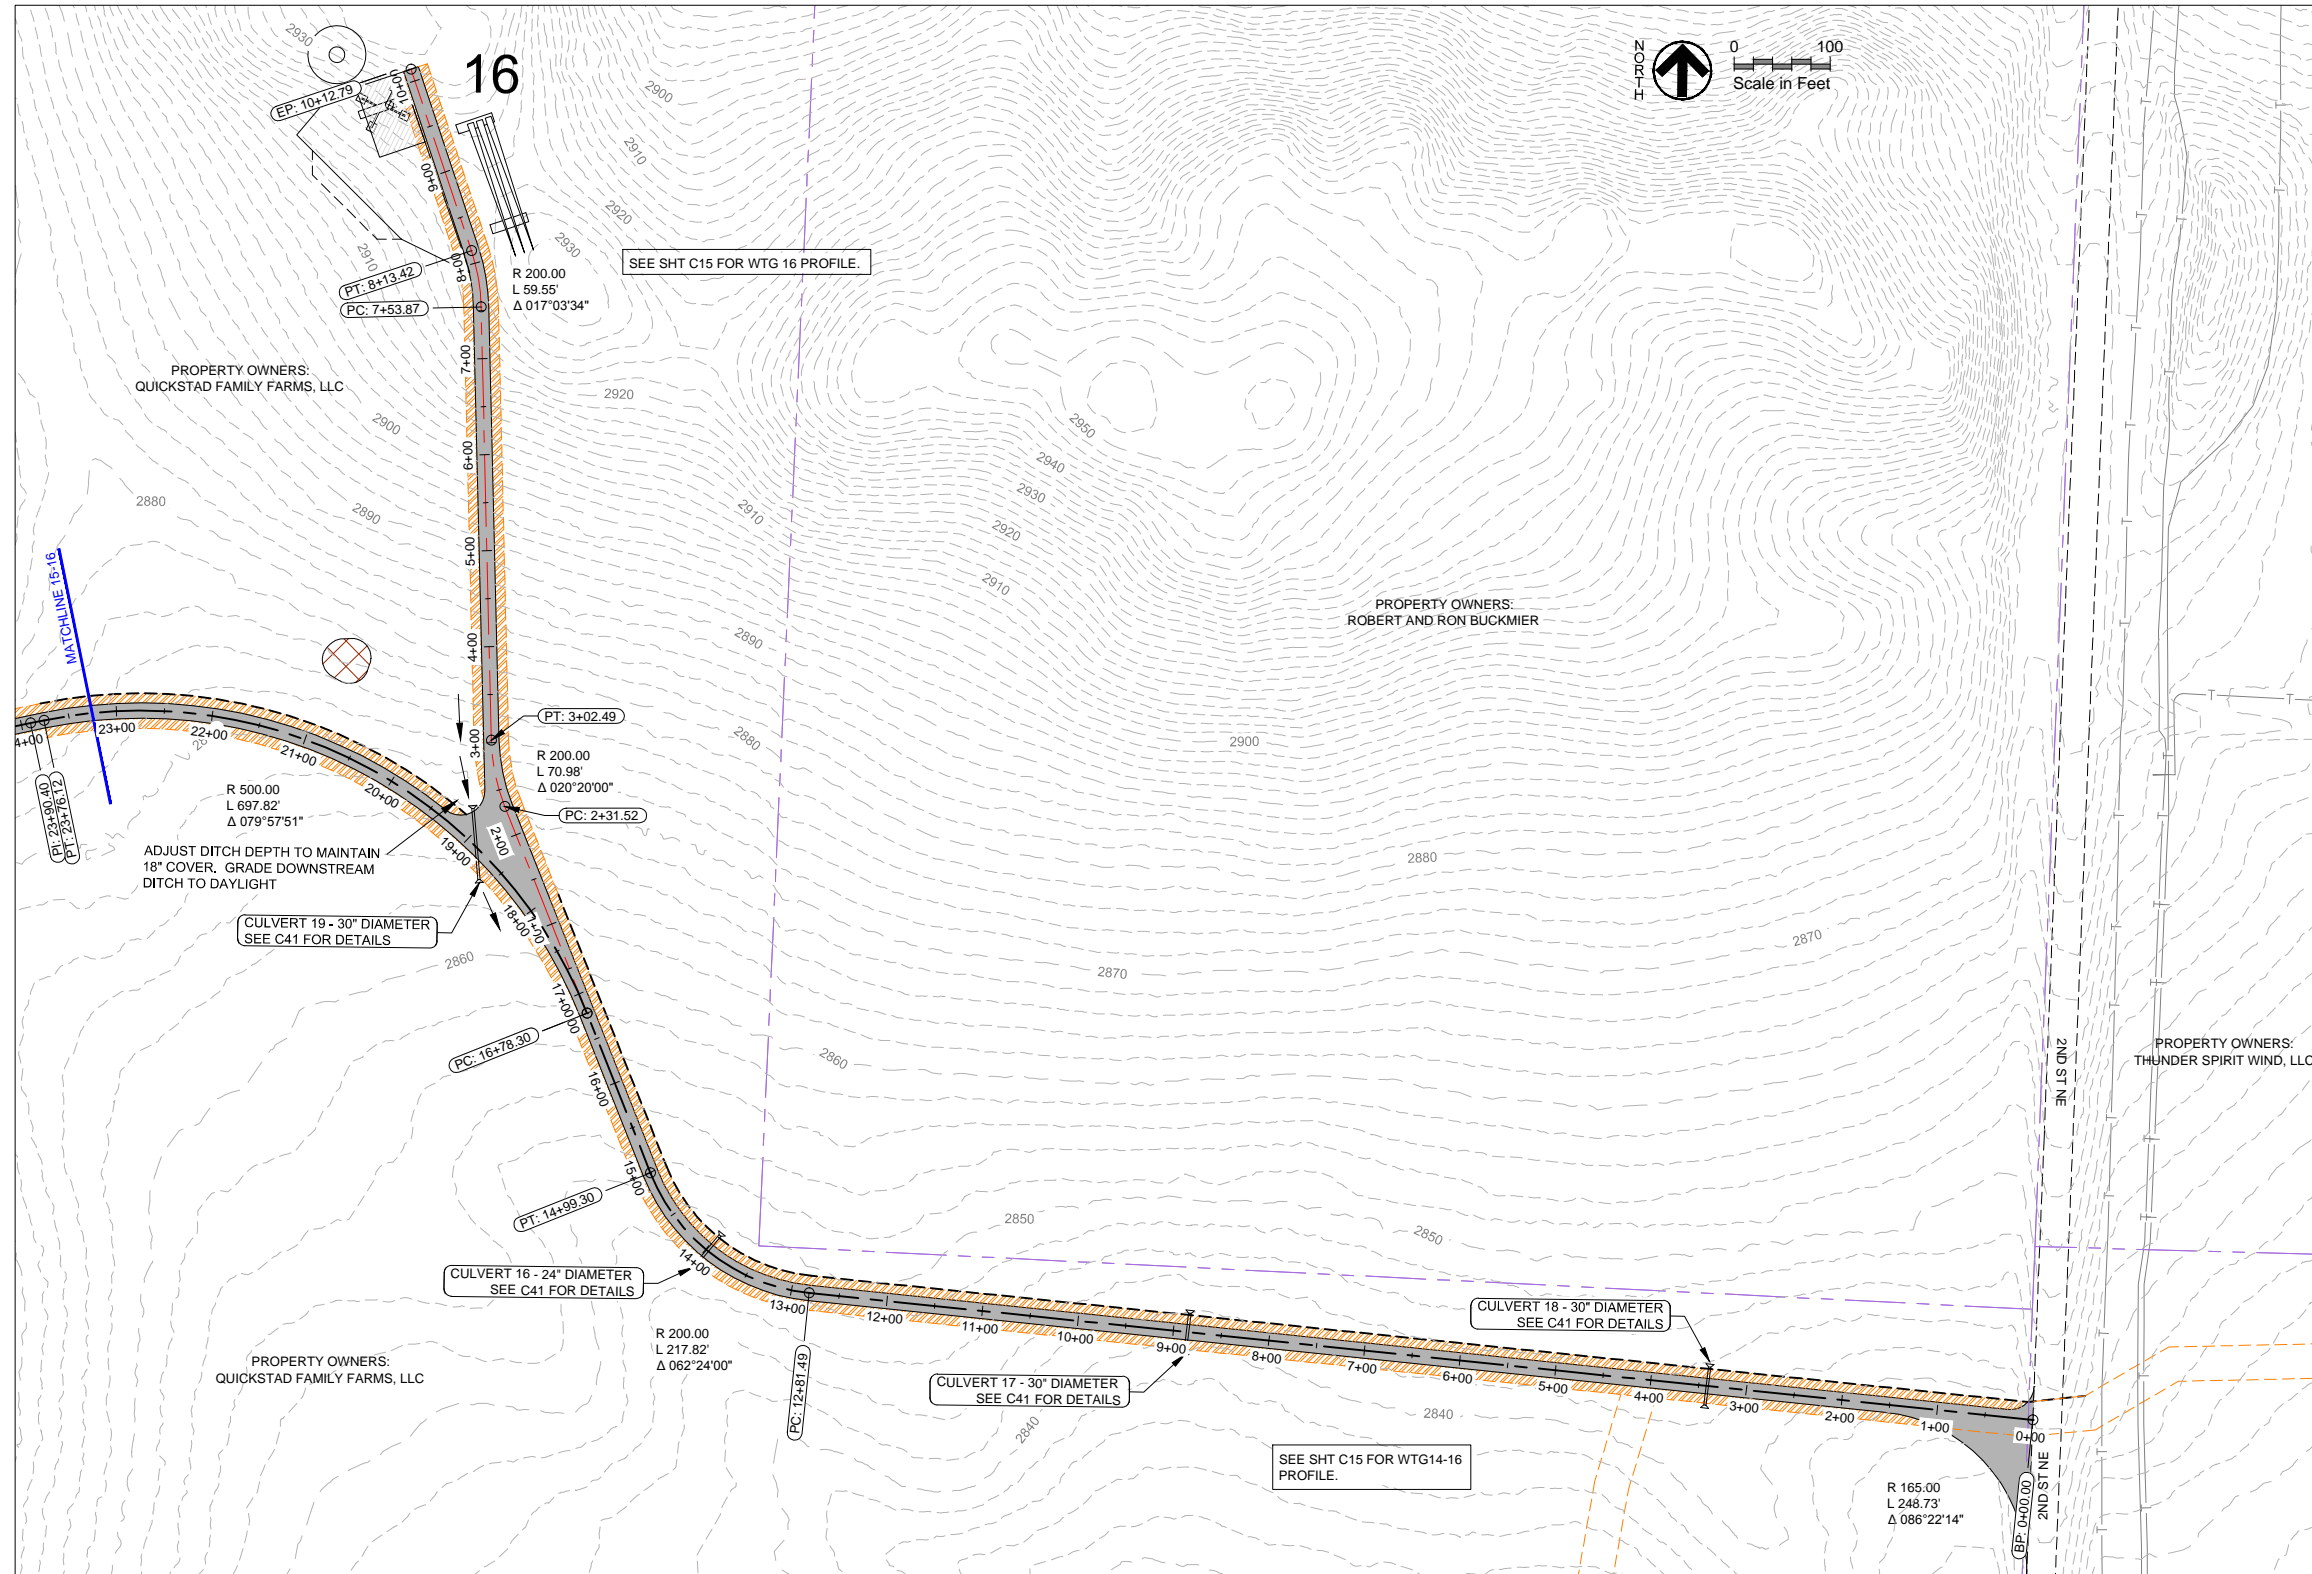 2930
16
10+00
EP: 10+12.79
NORTH
0 100
Scale in Feet
2900
2910
2920
2930
9+00
2910
8+00
PT: 8+13.42
PC: 7+53.87
R 200.00
L 59.55'
Δ 017°03'34"
SEE SHT C15 FOR WTG 16 PROFILE.
PROPERTY OWNERS:
QUICKSTAD FAMILY FARMS, LLC
7+00
2920
2900
6+00
2880
2890
2910
2950
2940
2930
2920
2910
5+00
MATCHLINE 15-16
4+00
2890
PROPERTY OWNERS:
ROBERT AND RON BUCKMIER
PT: 3+02.49
3+00
2880
2900
4+00
23+00
22+00
21+00
20+00
19+00
18+00
17+00
R 200.00
L 70.98'
Δ 020°20'00"
PC: 2+31.52
2+00
1+00
R 500.00
L 697.82'
Δ 079°57'51"
PI: 23+90.40
PT: 23+76.12
ADJUST DITCH DEPTH TO MAINTAIN
18" COVER. GRADE DOWNSTREAM
DITCH TO DAYLIGHT
CULVERT 19 - 30" DIAMETER
SEE C41 FOR DETAILS
2860
2880
2870
2870
2860
PC: 16+78.30
16+00
15+00
PT: 14+99.30
2ND ST NE
PROPERTY OWNERS:
THUNDER SPIRIT WIND, LLC
2850
2850
CULVERT 16 - 24" DIAMETER
SEE C41 FOR DETAILS
14+00
13+00
12+00
11+00
10+00
9+00
8+00
7+00
6+00
5+00
4+00
3+00
2+00
1+00
0+00
R 200.00
L 217.82'
Δ 062°24'00"
PC: 12+81.49
CULVERT 17 - 30" DIAMETER
SEE C41 FOR DETAILS
CULVERT 18 - 30" DIAMETER
SEE C41 FOR DETAILS
PROPERTY OWNERS:
QUICKSTAD FAMILY FARMS, LLC
2840
2840
SEE SHT C15 FOR WTG14-16
PROFILE.
R 165.00
L 248.73'
Δ 086°22'14"
BP: 0+00.00
2ND ST NE